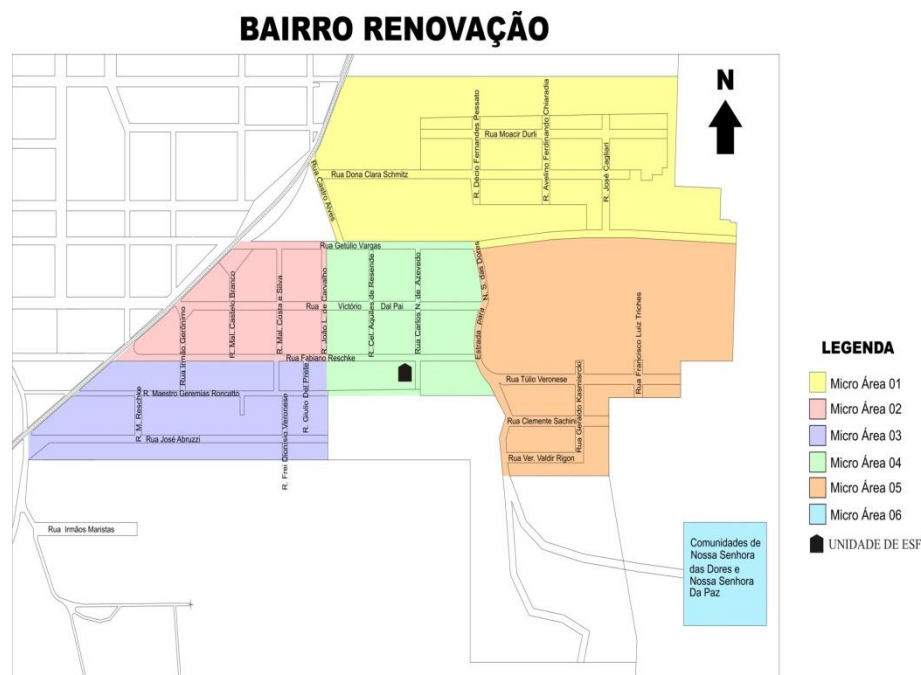 BAIRRO RENOVAÇÃO
N
R. Décio Fernandes Pessato
R. Avelino Ferdinando Chiaradia
Rua Moacir Durli
R. José Cagliari
Rua Dona Clara Schmitz
Rua Castro Alves
Rua Getúlio Vargas
R. Mal. Castelo Branco
R. Mal. Costa e Silva
R. João L. de Carvalho
R. Cel. Aquiles de Resende
Rua Carlos N. de Azevedo
Estrada para N. S. das Dores
Rua Victório Dal Pai
Rua Irmão Gerônimo
Rua Fabiano Reschke
Rua Francisco Luiz Triches
Rua Túlio Veronese
R. Maestro Geremias Roncatto
R. M. Reschke
R. Giulio Del Prete
R. Frei Dionísio Veronese
Rua Clemente Sachini
Rua Geraldo Kasnisrcki
Rua José Abruzzi
Rua Ver. Valdir Rigon
Rua Irmãos Maristas
Comunidades de
Nossa Senhora
das Dores e
Nossa Senhora
Da Paz
LEGENDA
Micro Área 01
Micro Área 02
Micro Área 03
Micro Área 04
Micro Área 05
Micro Área 06
UNIDADE DE ESF